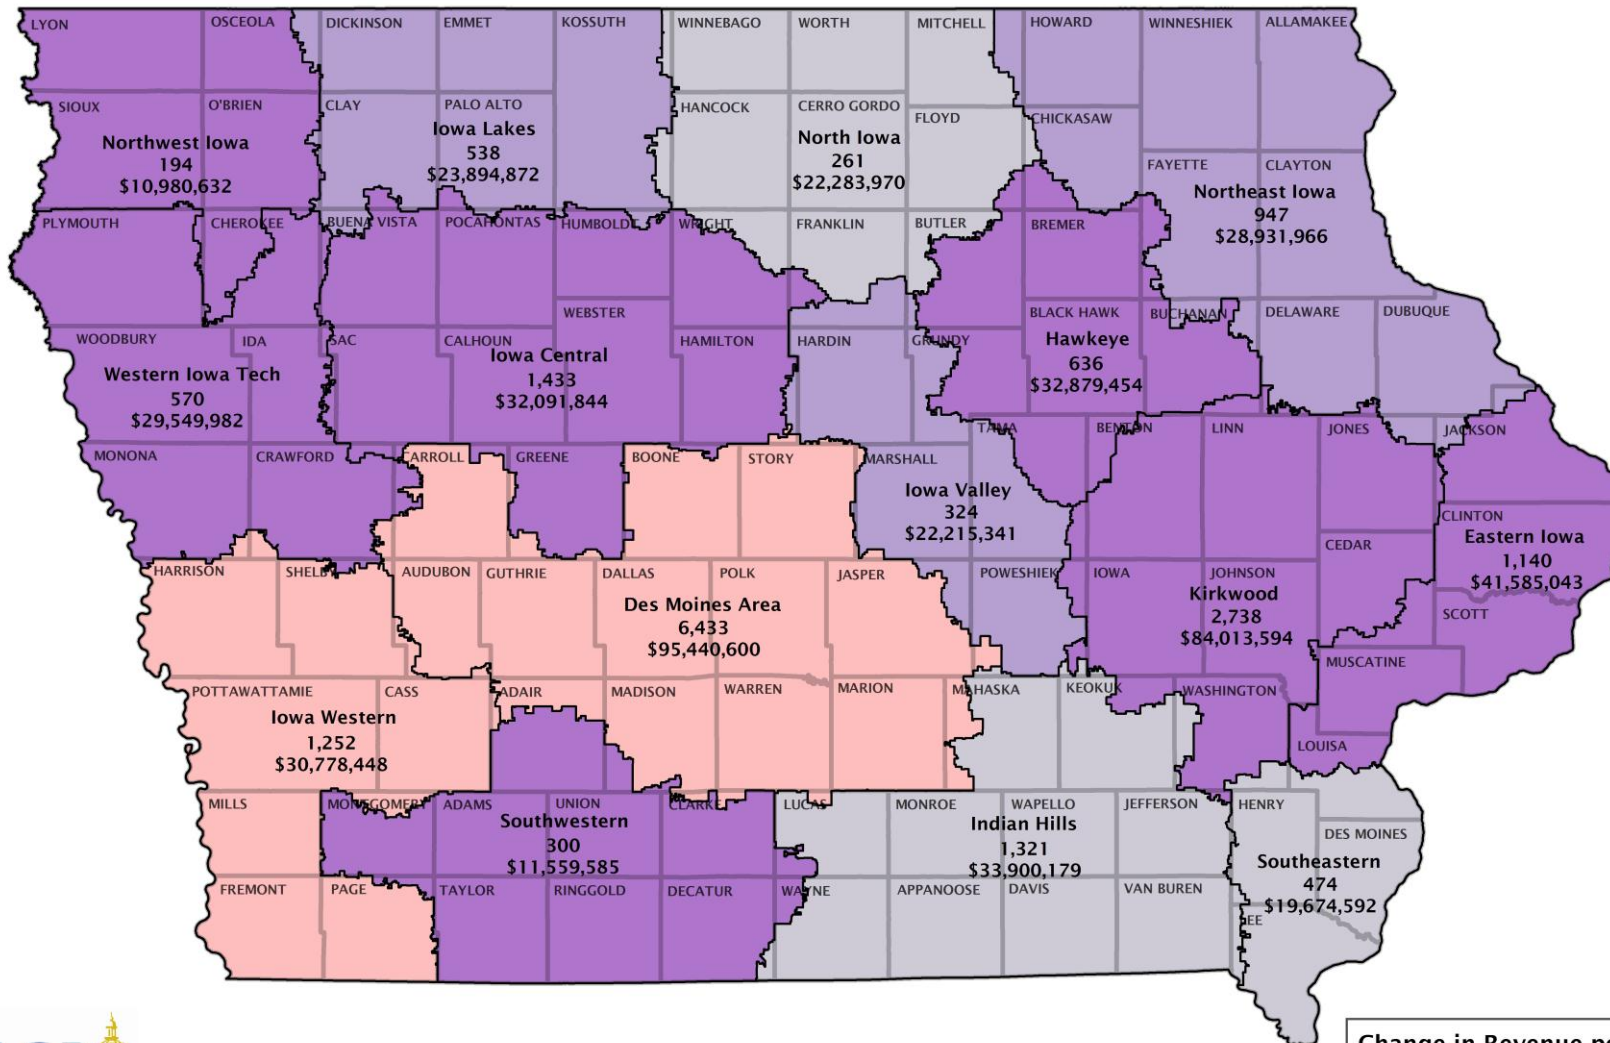 LYON
OSCEOLA
DICKINSON
EMMET
KOSSUTH
WINNEBAGO
WORTH
MITCHELL
HOWARD
WINNESHIEK
ALLAMAKEE
SIOUX
O'BRIEN
CLAY
PALO ALTO
HANCOCK
CERRO GORDO
FLOYD
CHICKASAW
Northwest Iowa
194
$10,980,632
Iowa Lakes
538
$23,894,872
North Iowa
261
$22,283,970
FAYETTE
CLAYTON
Northeast Iowa
947
$28,931,966
PLYMOUTH
CHEROKEE
BUENA VISTA
POCAHONTAS
HUMBOLDT
WRIGHT
FRANKLIN
BUTLER
BREMER
WEBSTER
BLACK HAWK
BUCHANAN
DELAWARE
DUBUQUE
WOODBURY
IDA
SAC
CALHOUN
HAMILTON
HARDIN
GRUNDY
Western Iowa Tech
570
$29,549,982
Iowa Central
1,433
$32,091,844
Hawkeye
636
$32,879,454
MONONA
CRAWFORD
CARROLL
GREENE
BOONE
STORY
MARSHALL
TAMA
BENTON
LINN
JONES
JACKSON
Iowa Valley
324
$22,215,341
CLINTON
Eastern Iowa
1,140
$41,585,043
CEDAR
HARRISON
SHELBY
AUDUBON
GUTHRIE
DALLAS
POLK
JASPER
POWESHIEK
IOWA
JOHNSON
SCOTT
Des Moines Area
6,433
$95,440,600
Kirkwood
2,738
$84,013,594
MUSCATINE
POTTAWATTAMIE
CASS
ADAIR
MADISON
WARREN
MARION
MAHASKA
KEOKUK
WASHINGTON
LOUISA
Iowa Western
1,252
$30,778,448
MILLS
MONTGOMERY
ADAMS
UNION
CLARKE
LUCAS
MONROE
WAPELLO
JEFFERSON
HENRY
DES MOINES
Southwestern
300
$11,559,585
Indian Hills
1,321
$33,900,179
Southeastern
474
$19,674,592
FREMONT
PAGE
TAYLOR
RINGGOLD
DECATUR
WAYNE
APPANOOSE
DAVIS
VAN BUREN
EE
Change in Revenue pe